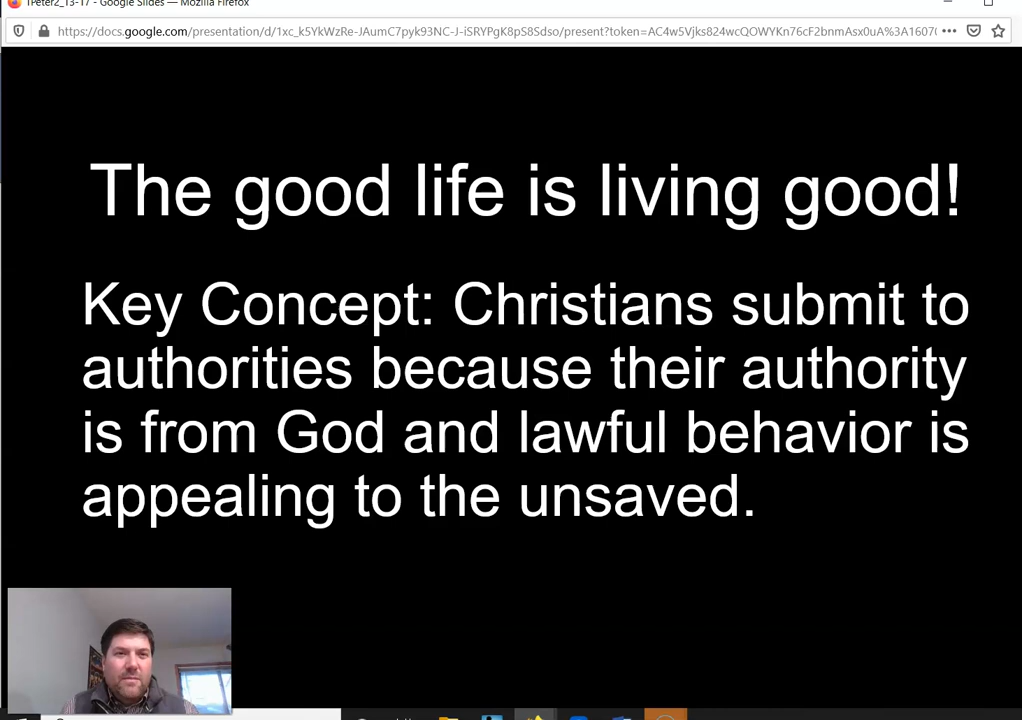 1Peter2_13-17 - Google Slides — Mozilla Firefox
https://docs.google.com/presentation/d/1xc_k5YkWzRe-JAumC7pyk93NC-J-iSRYPgK8pS8Sdso/present?token=AC4w5Vjks824wcQOWYKn76cF2bnmAsx0uA%3A1607(
The good life is living good!
Key Concept: Christians submit to
authorities because their authority
is from God and lawful behavior is
appealing to the unsaved.